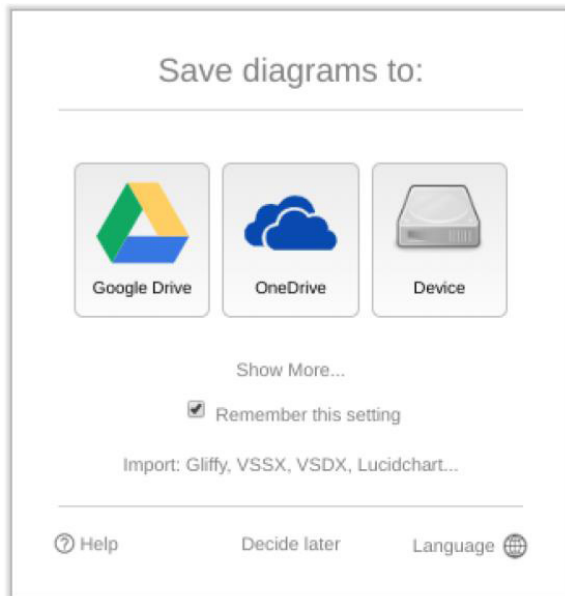 Save diagrams to:
Google Drive OneDrive Device
Show More...
Remember this setting
Import: Gliffy, VSSX, VSDX, Lucidchart...
Help Decide later Language